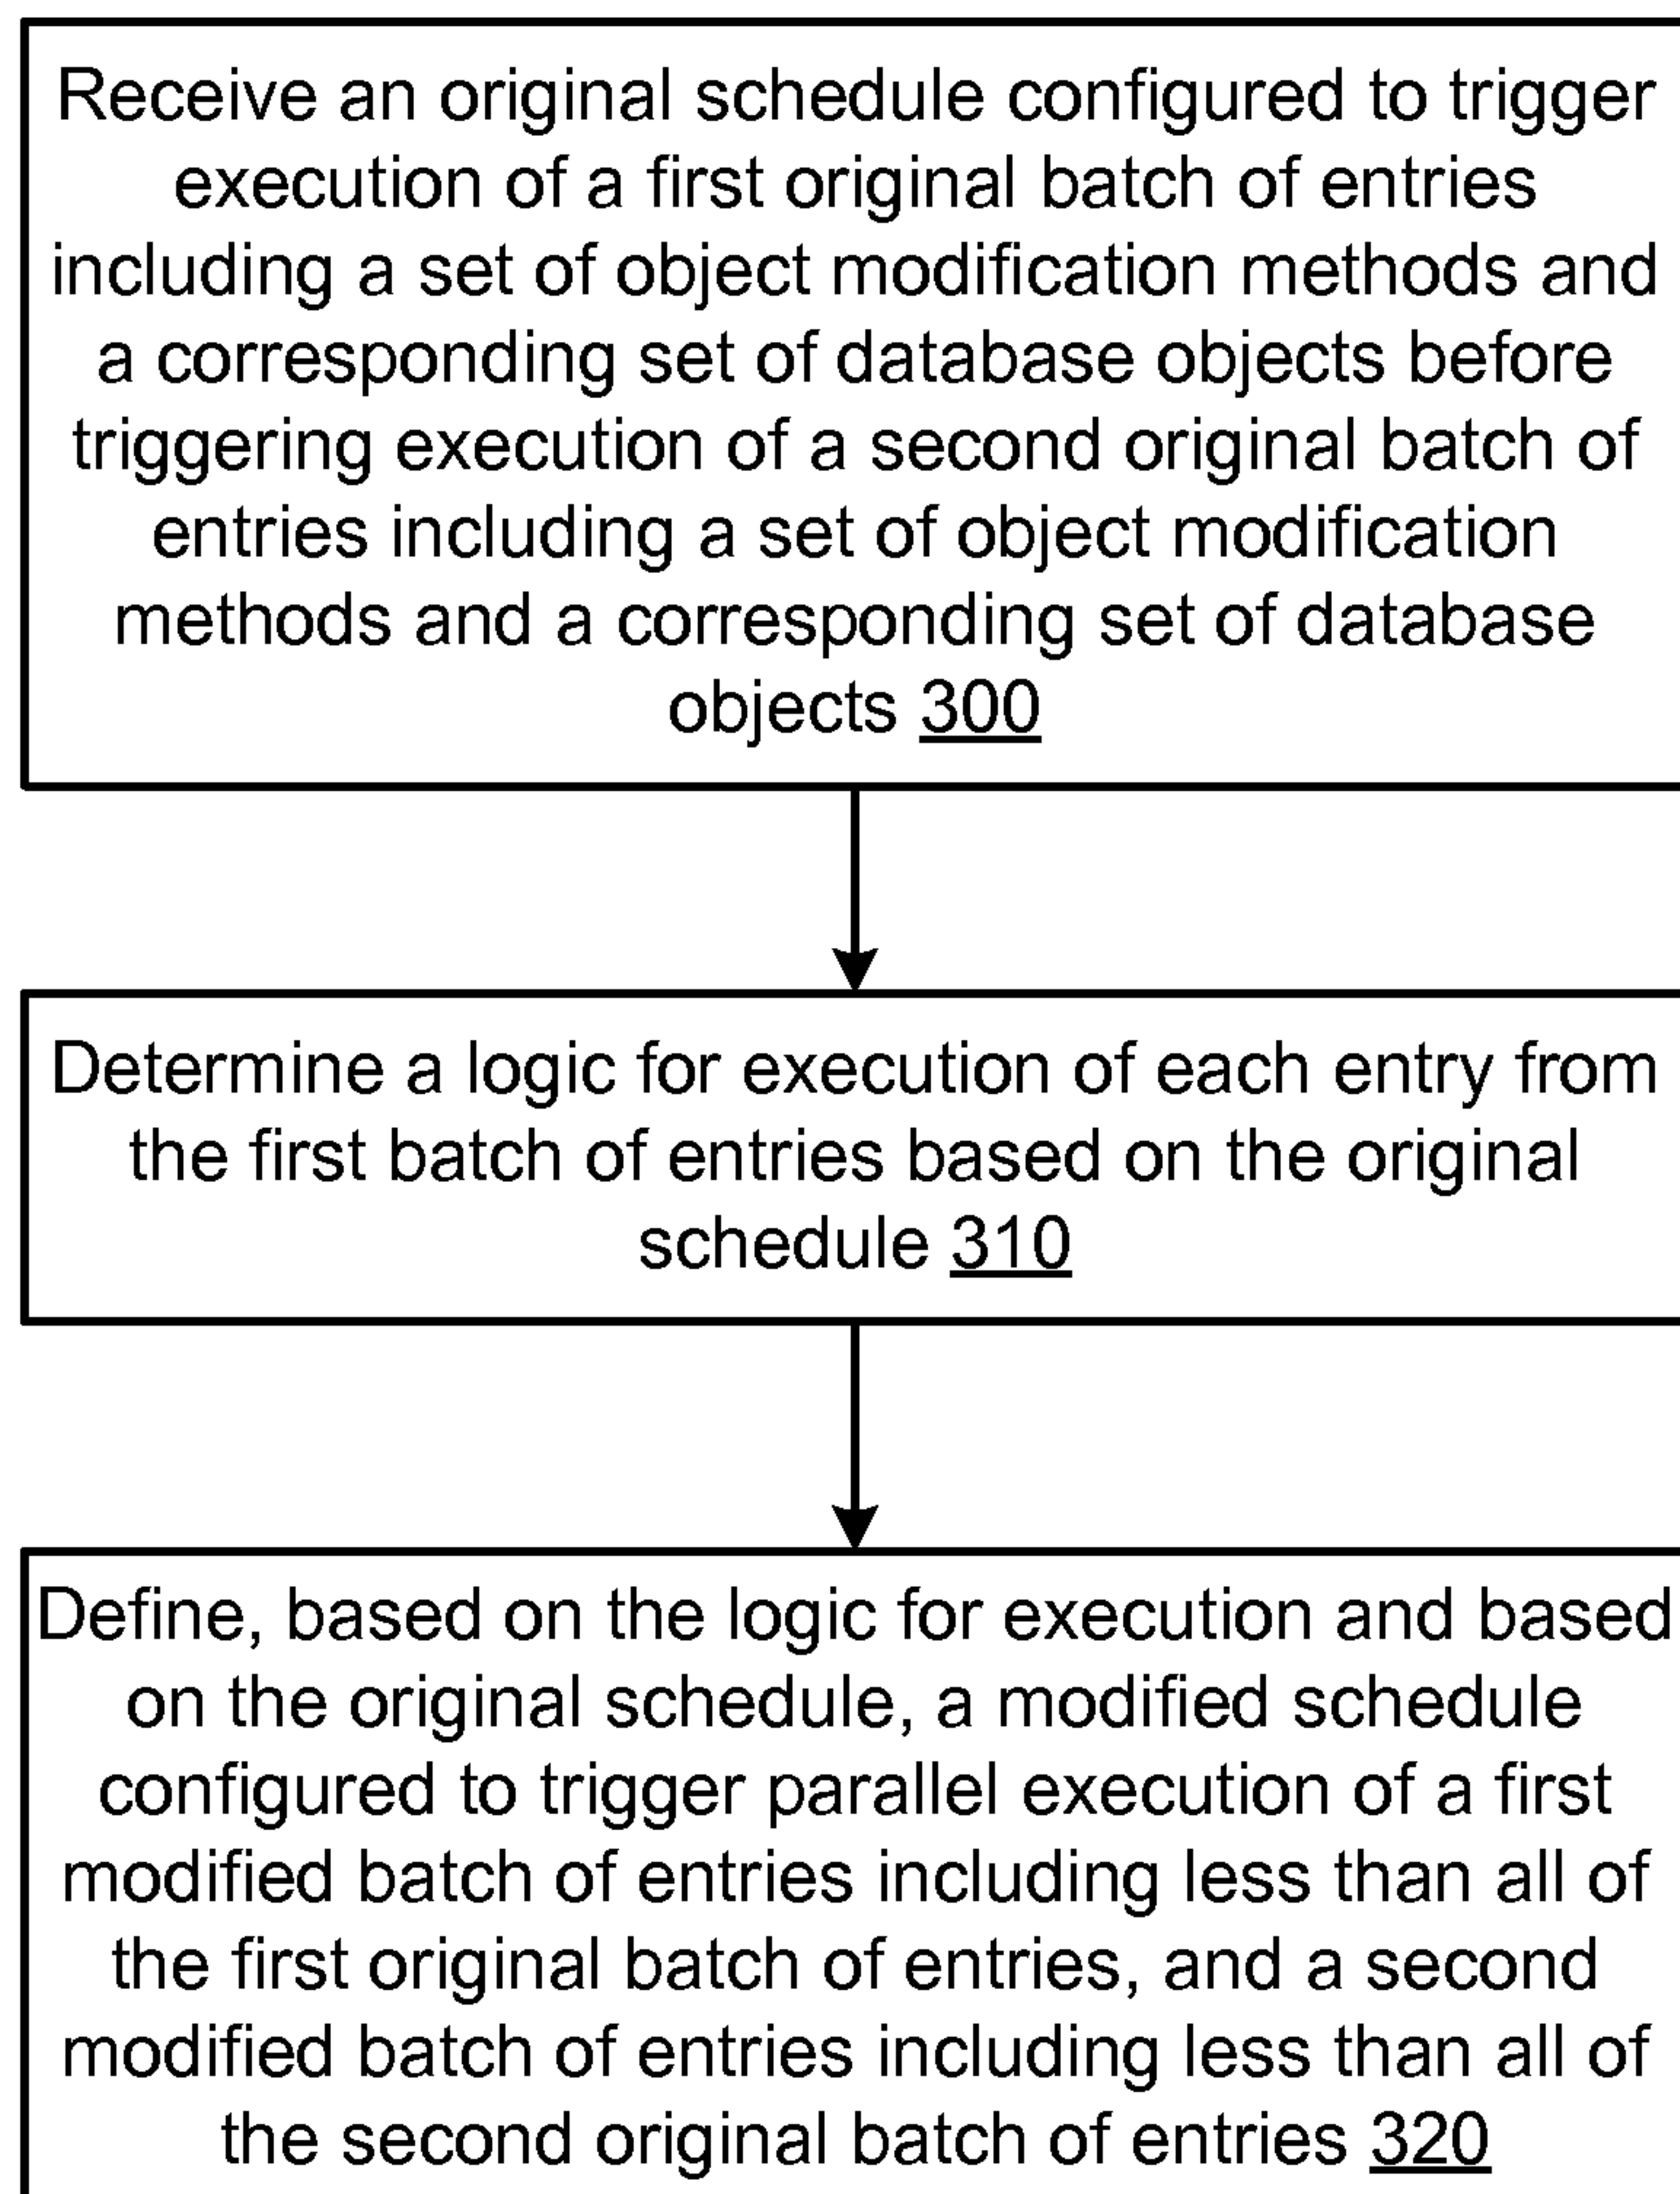 Receive an original schedule configured to trigger
execution of a first original batch of entries
including a set of object modification methods and
a corresponding set of database objects before
triggering execution of a second original batch of
entries including a set of object modification
methods and a corresponding set of database
objects 300
Determine a logic for execution of each entry from
the first batch of entries based on the original
schedule 310
Define, based on the logic for execution and based
on the original schedule, a modified schedule
configured to trigger parallel execution of a first
modified batch of entries including less than all of
the first original batch of entries, and a second
modified batch of entries including less than all of
the second original batch of entries 320